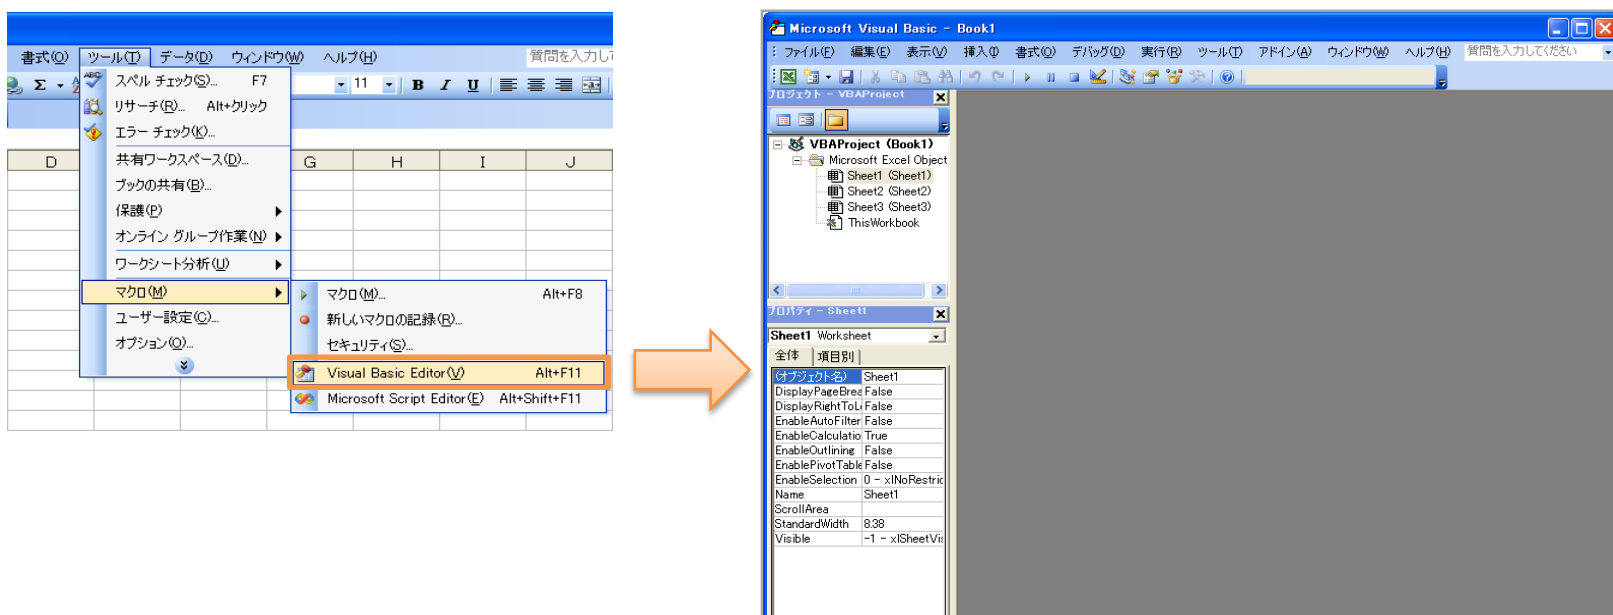 書式(O) ツール(T) データ(D) ウィンドウ(W) ヘルプ(H) 質問を入力し
Σ 11 B I U
D G H I J
スペル チェック(S)... F7
リサーチ(R)... Alt+クリック
エラー チェック(K)...
共有ワークスペース(D)...
ブックの共有(B)...
保護(P)
オンライン グループ作業(N)
ワークシート分析(U)
マクロ(M)
ユーザー設定(C)...
オプション(O)...
マクロ(M)... Alt+F8
新しいマクロの記録(R)...
セキュリティ(S)...
Visual Basic Editor(V) Alt+F11
Microsoft Script Editor(E) Alt+Shift+F11
Microsoft Visual Basic - Book1
ファイル(F) 編集(E) 表示(V) 挿入(I) 書式(O) デバッグ(D) 実行(R) ツール(T) アドイン(A) ウィンドウ(W) ヘルプ(H) 質問を入力してください
プロジェクト - VBAProject
VBAProject (Book1)
Microsoft Excel Object
Sheet1 (Sheet1)
Sheet2 (Sheet2)
Sheet3 (Sheet3)
ThisWorkbook
プロパティ - Sheet1
Sheet1 Worksheet
全体 項目別
(オブジェクト名) Sheet1
DisplayPageBrea False
DisplayRightToL False
EnableAutoFilter False
EnableCalculatio True
EnableOutlining False
EnablePivotTable False
EnableSelection 0 - xlNoRestric
Name Sheet1
ScrollArea
StandardWidth 8.38
Visible -1 - xlSheetVis